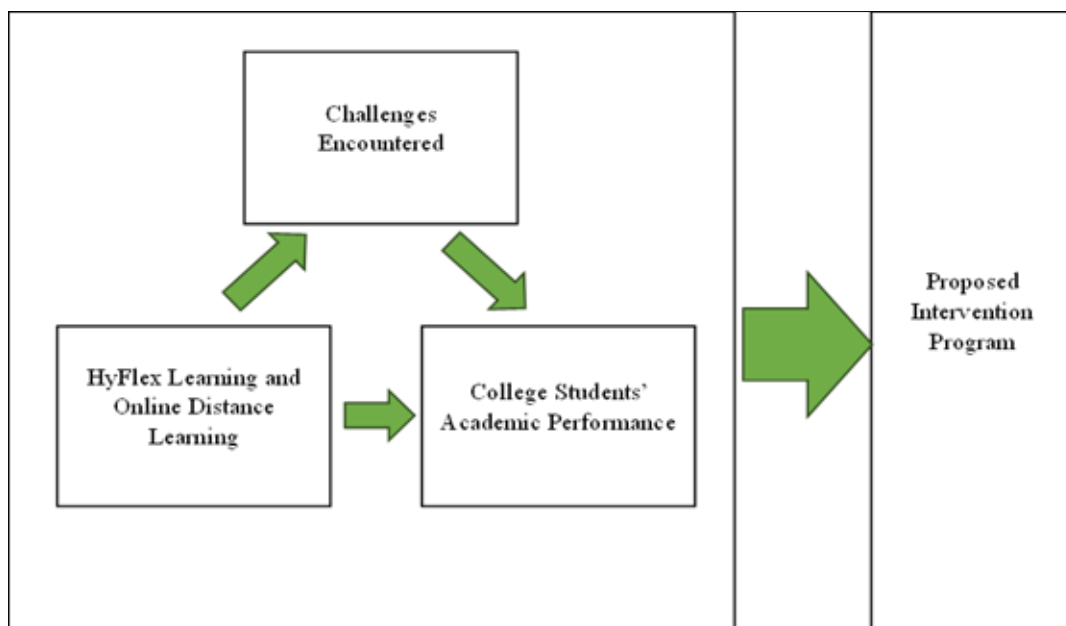 Challenges
Encountered
HyFlex Learning and
Online Distance
Learning
College Students’
Academic Performance
Proposed
Intervention
Program